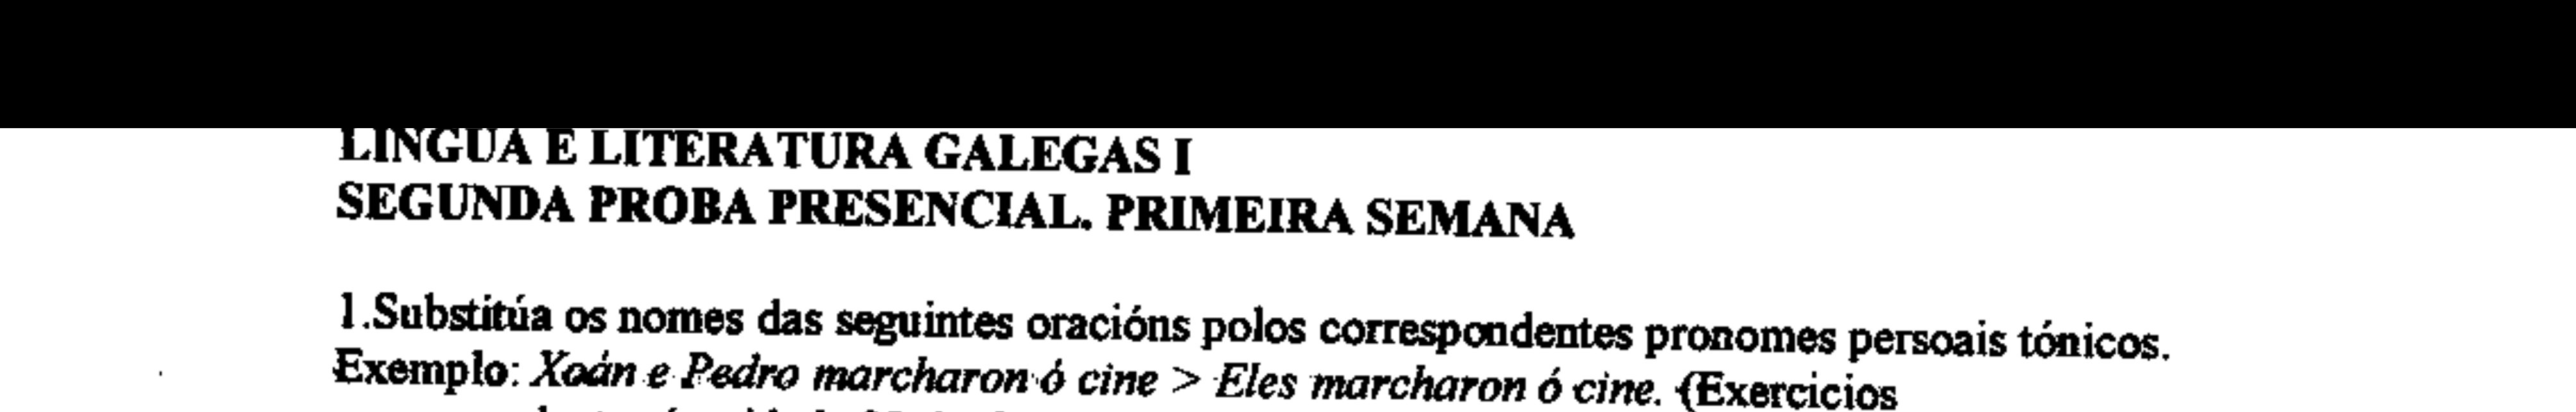 LINGUA E LITERATURA GALEGAS I
SEGUNDA PROBA PRESENCIAL. PRIMEIRA SEMANA
1.Substitúa os nomes das seguintes oracións polos correspondentes pronomes persoais tónicos.
Exemplo: Xoán e Pedro marcharon ó cine > Eles marcharon ó cine. (Exercicios